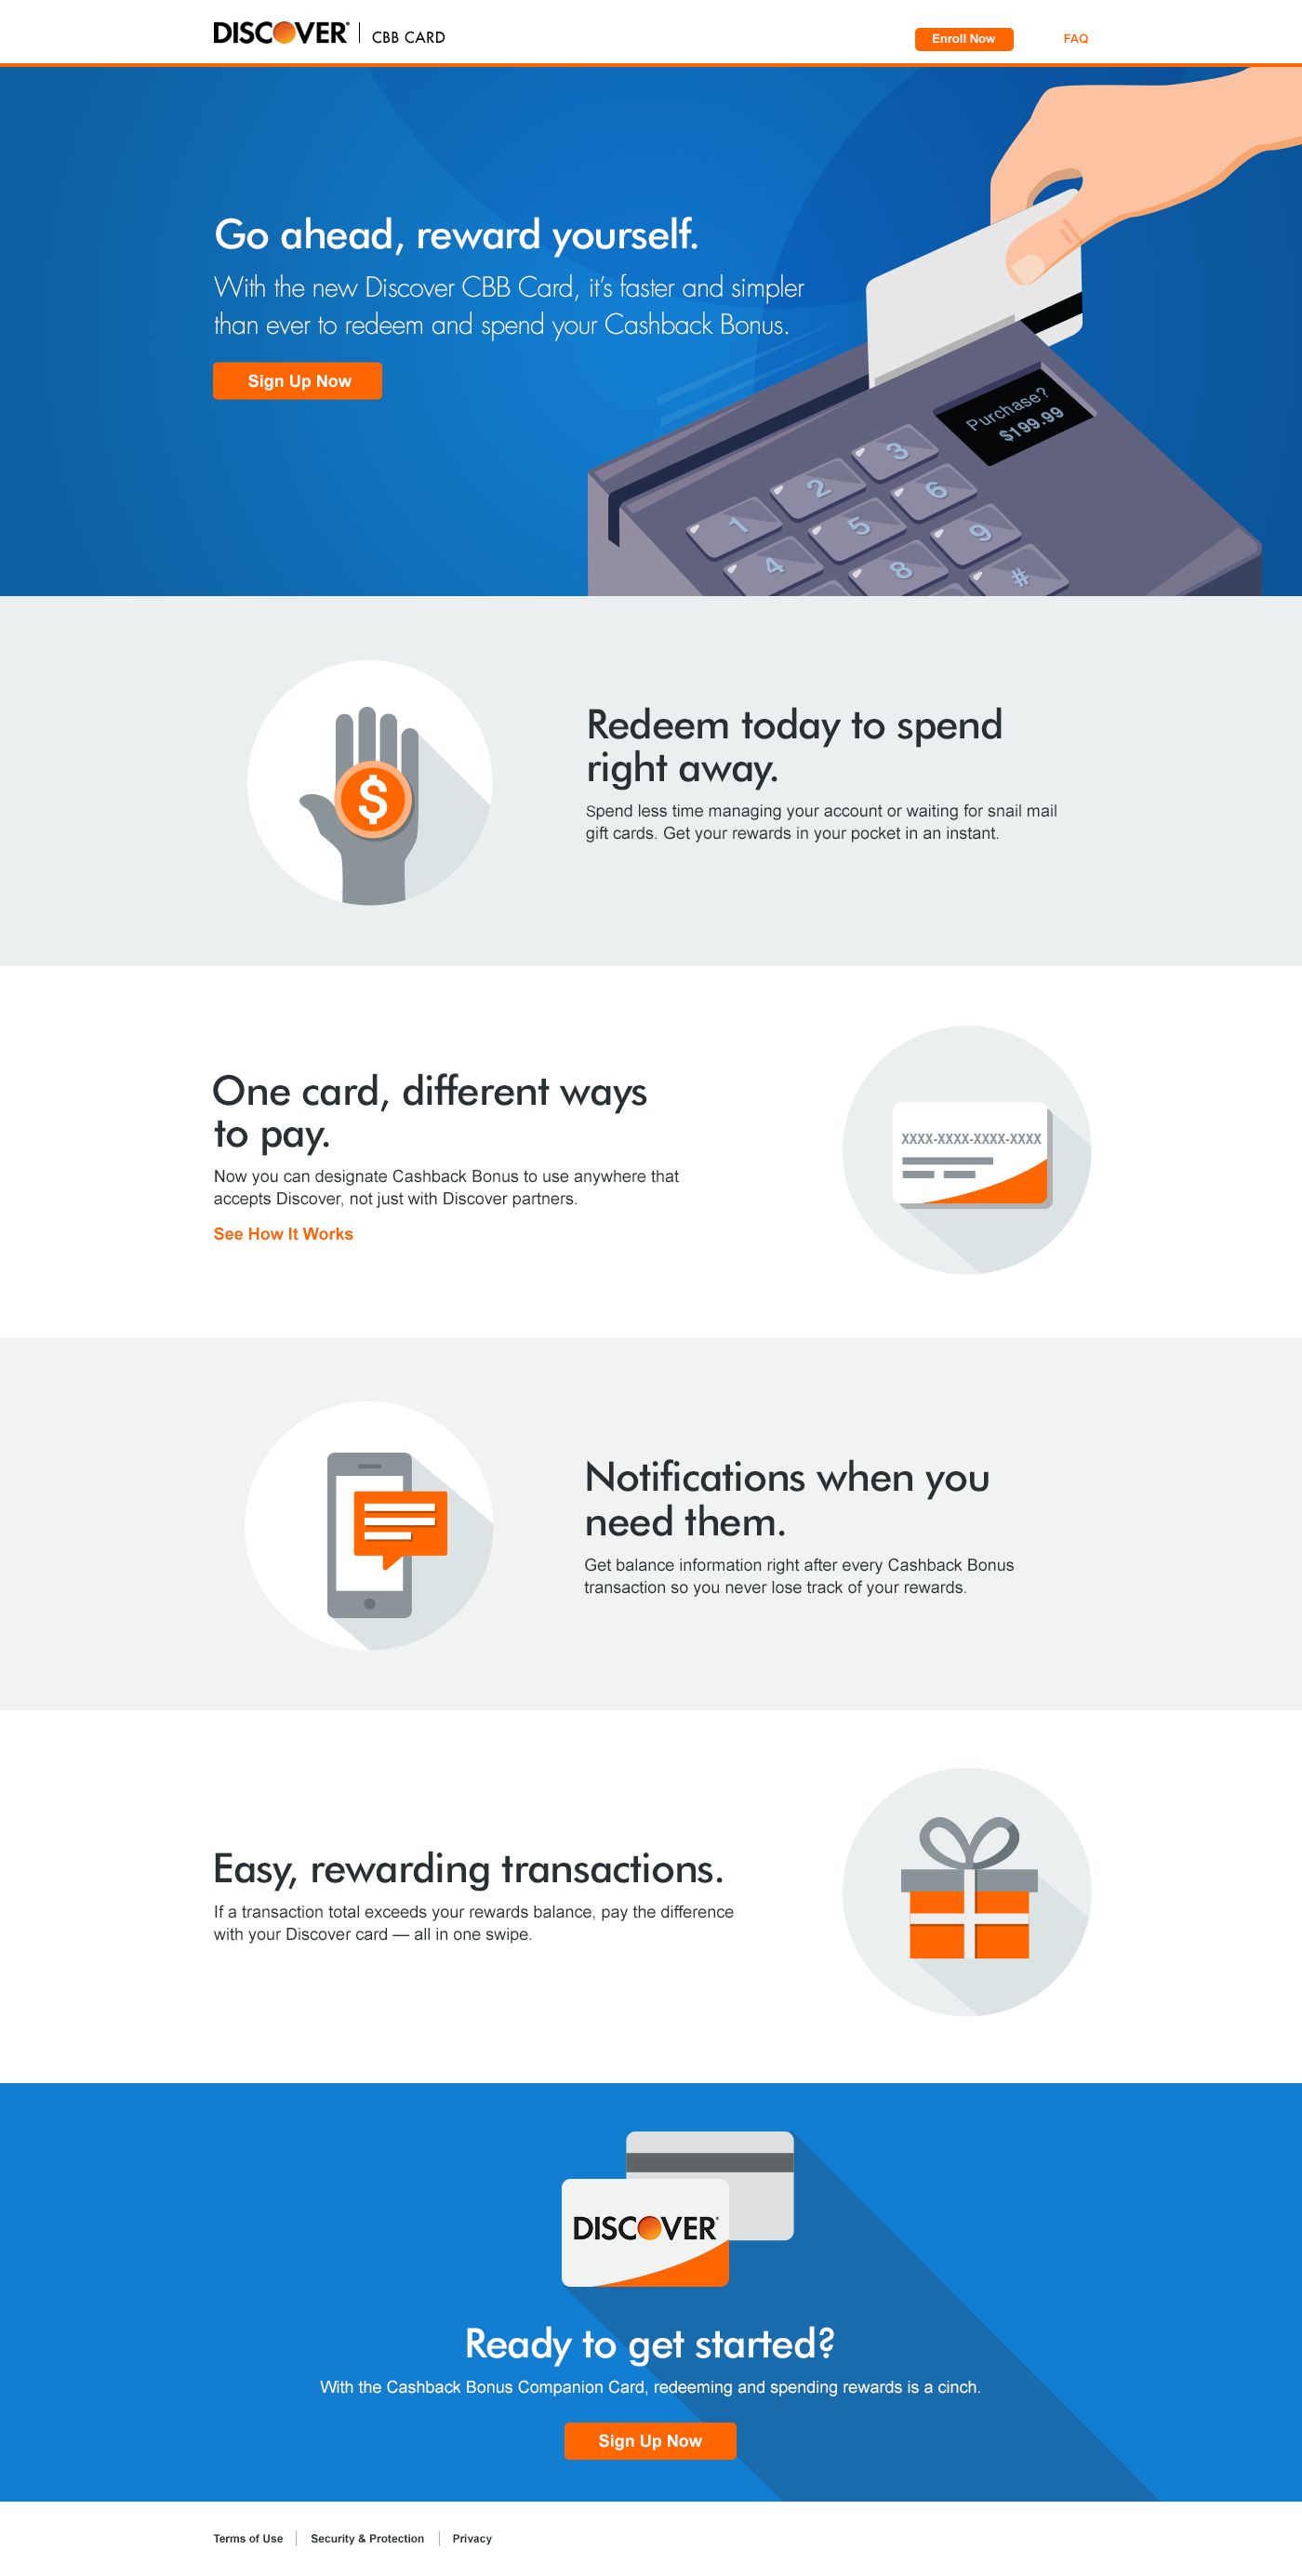 DISCOVER CBB CARD
Enroll Now
FAQ
Go ahead, reward yourself.
With the new Discover CBB Card, it's faster and simpler
than ever to redeem and spend your Cashback Bonus.
Sign Up Now
Purchase?
$199.99
1 2 3
4 5 6
8 9
#
$
Redeem today to spend
right away.
Spend less time managing your account or waiting for snail mail
gift cards. Get your rewards in your pocket in an instant.
One card, different ways
to pay.
Now you can designate Cashback Bonus to use anywhere that
accepts Discover, not just with Discover partners.
See How It Works
XXXX-XXXX-XXXX-XXXX
Notifications when you
need them.
Get balance information right after every Cashback Bonus
transaction so you never lose track of your rewards.
Easy, rewarding transactions.
If a transaction total exceeds your rewards balance, pay the difference
with your Discover card — all in one swipe.
DISCOVER
Ready to get started?
With the Cashback Bonus Companion Card, redeeming and spending rewards is a cinch.
Sign Up Now
Terms of Use | Security & Protection | Privacy